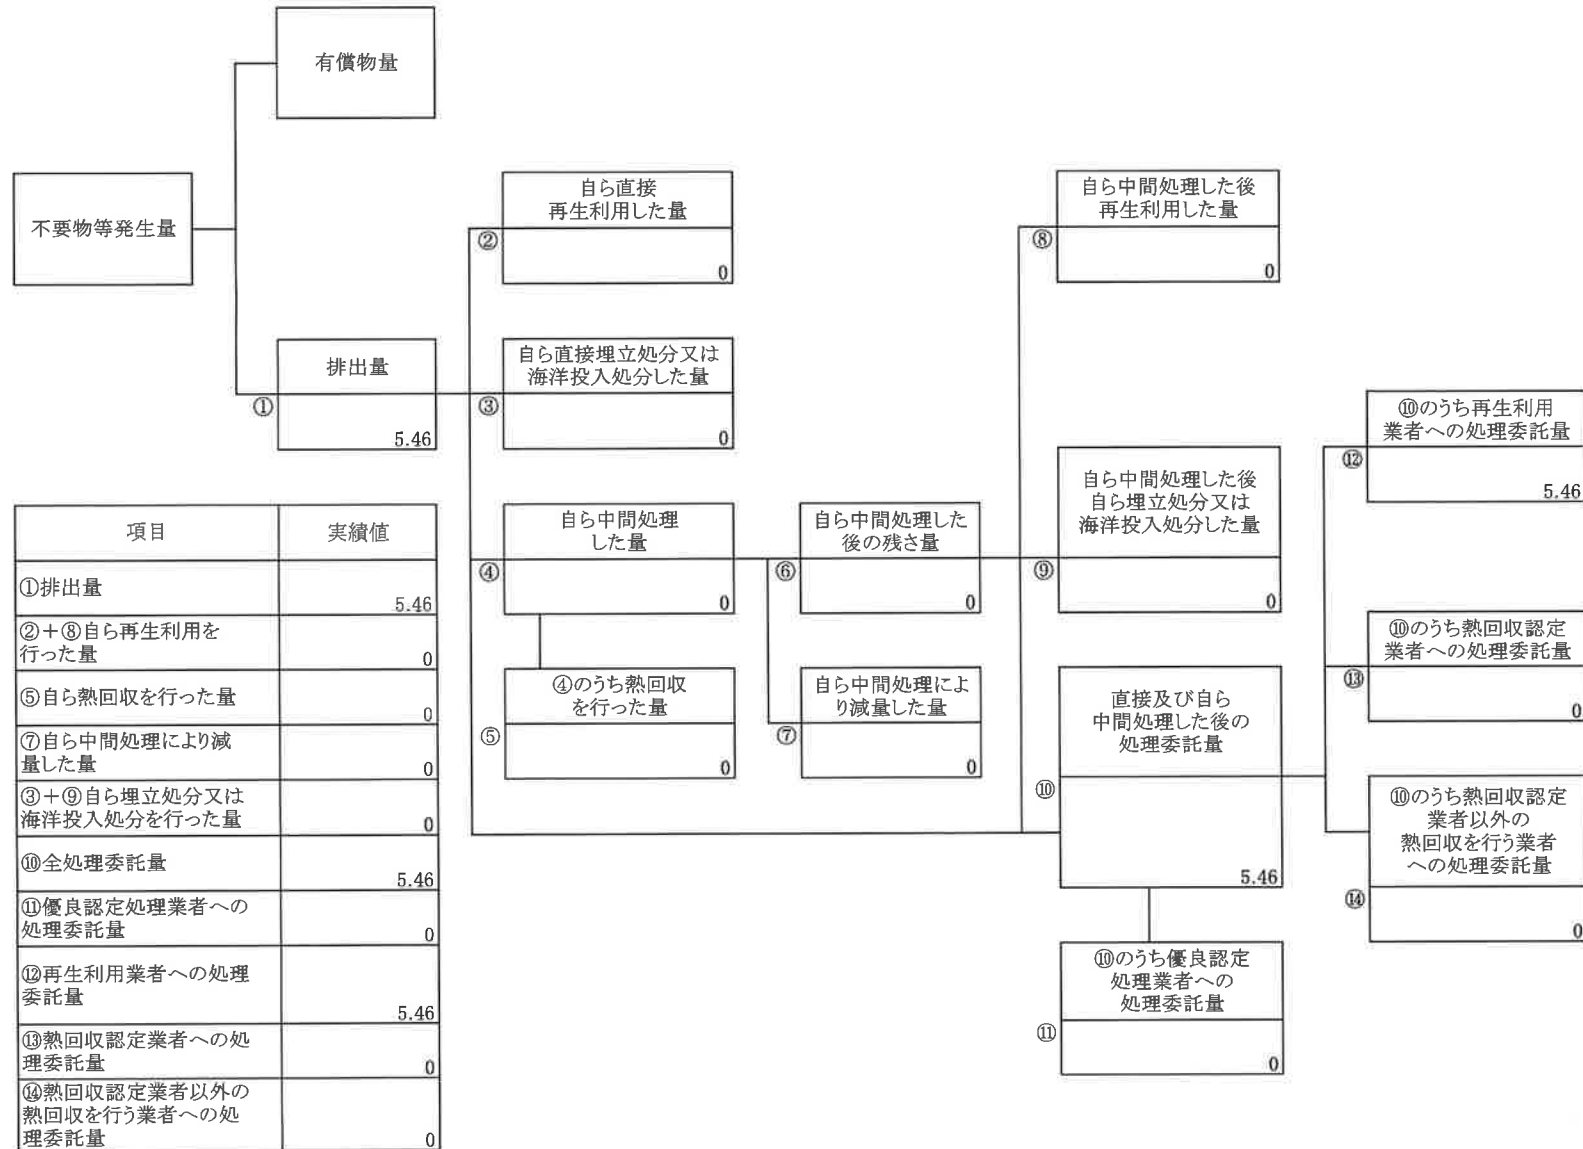 有償物量
不要物等発生量
排出量
①
5.46
自ら直接
再生利用した量
②
0
自ら直接埋立処分又は
海洋投入処分した量
③
0
自ら中間処理
した量
④
0
④のうち熱回収
を行った量
⑤
0
自ら中間処理した
後の残さ量
⑥
0
自ら中間処理によ
り減量した量
⑦
0
自ら中間処理した後
再生利用した量
⑧
0
自ら中間処理した後
自ら埋立処分又は
海洋投入処分した量
⑨
0
直接及び自ら
中間処理した後の
処理委託量
⑩
5.46
⑩のうち優良認定
処理業者への
処理委託量
⑪
0
⑩のうち再生利用
業者への処理委託量
⑫
5.46
⑩のうち熱回収認定
業者への処理委託量
⑬
0
⑩のうち熱回収認定
業者以外の
熱回収を行う業者
への処理委託量
⑭
0
項目 実績値
①排出量
5.46
②+⑧自ら再生利用を
行った量
0
⑤自ら熱回収を行った量
0
⑦自ら中間処理により減
量した量
0
③+⑨自ら埋立処分又は
海洋投入処分を行った量
0
⑩全処理委託量
5.46
⑪優良認定処理業者への
処理委託量
0
⑫再生利用業者への処理
委託量
5.46
⑬熱回収認定業者への処
理委託量
0
⑭熱回収認定業者以外の
熱回収を行う業者への処
理委託量
0